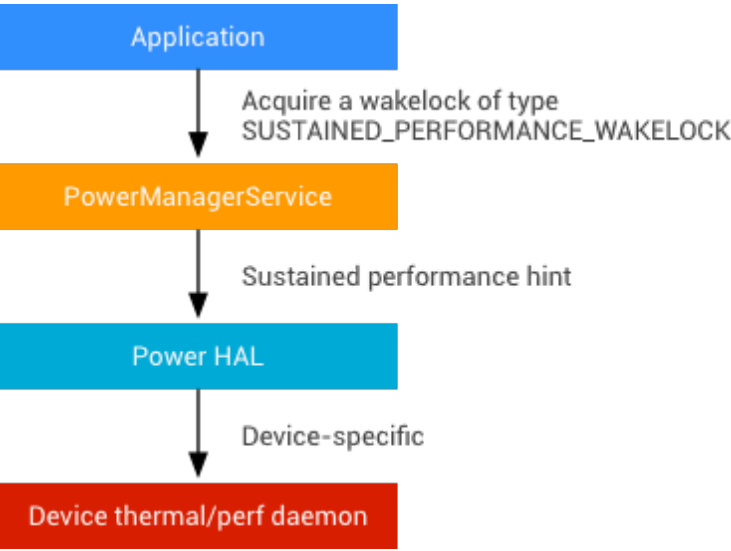 Application
Acquire a wakelock of type
SUSTAINED_PERFORMANCE_WAKELOCK
PowerManagerService
Sustained performance hint
Power HAL
Device-specific
Device thermal/perf daemon